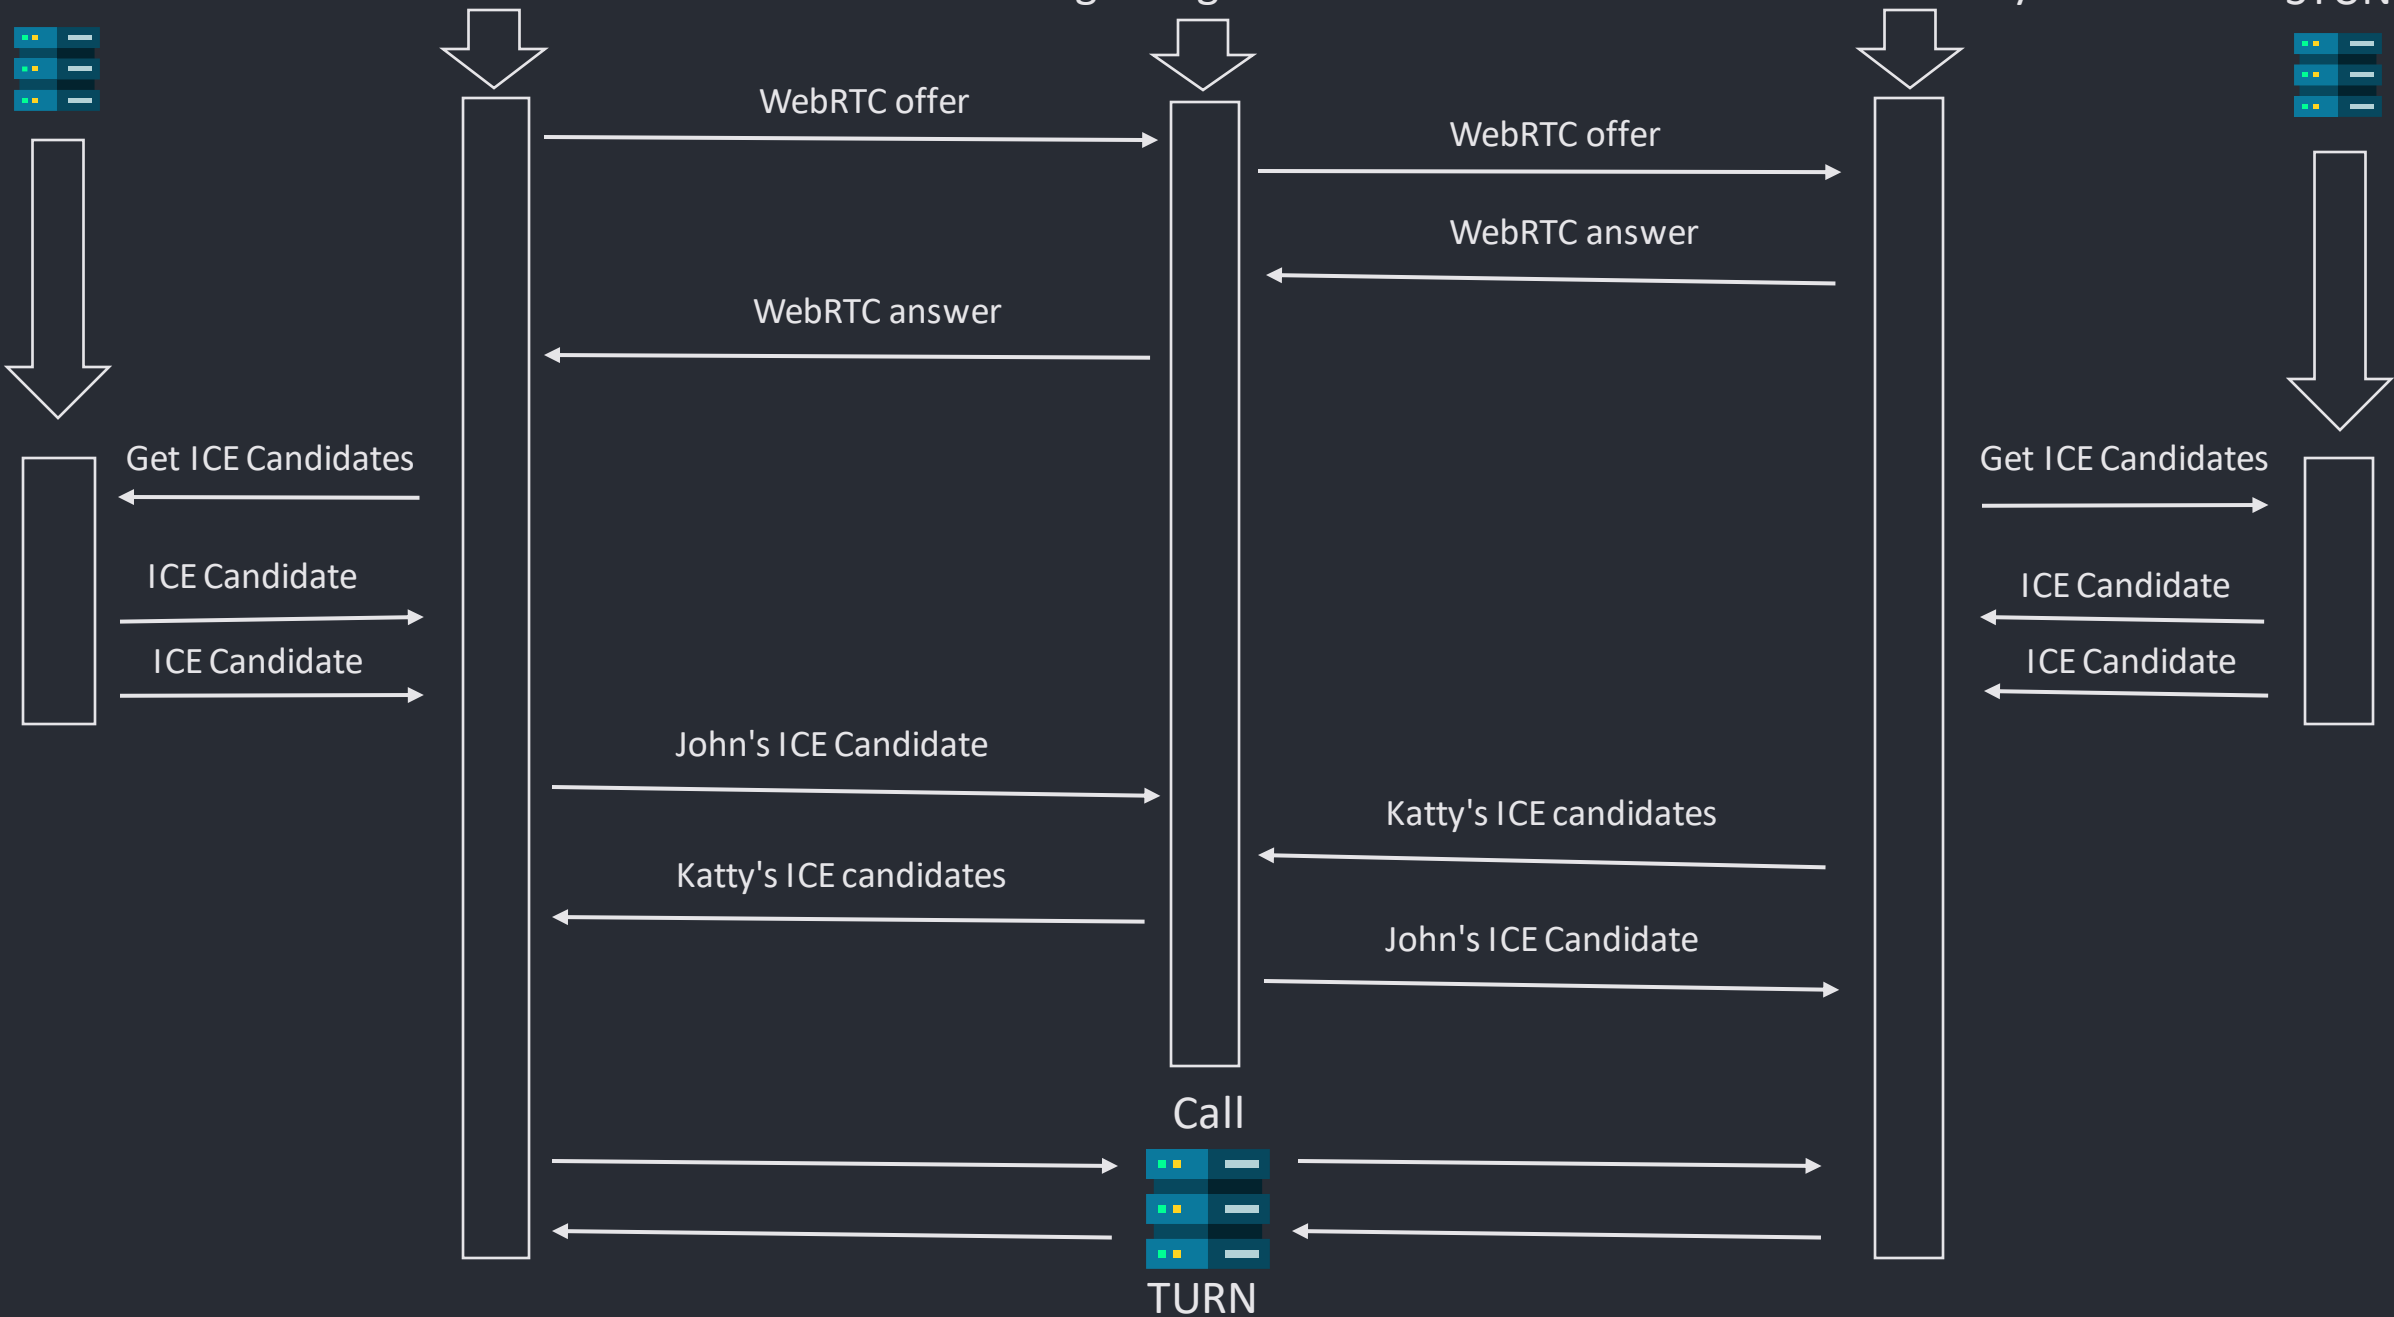 WebRTC offer
WebRTC offer
WebRTC answer
WebRTC answer
Get ICE Candidates
Get ICE Candidates
ICE Candidate
ICE Candidate
ICE Candidate
ICE Candidate
John's ICE Candidate
Katty's ICE candidates
Katty's ICE candidates
John's ICE Candidate
Call
TURN